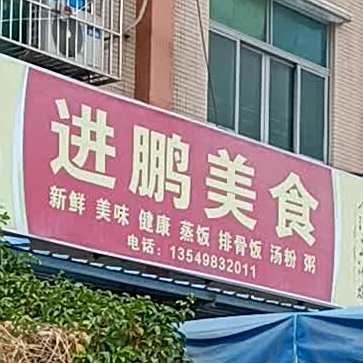 进鹏美食
新鲜 美味 健康 蒸饭 排骨饭 汤粉 粥
电话：13549832011